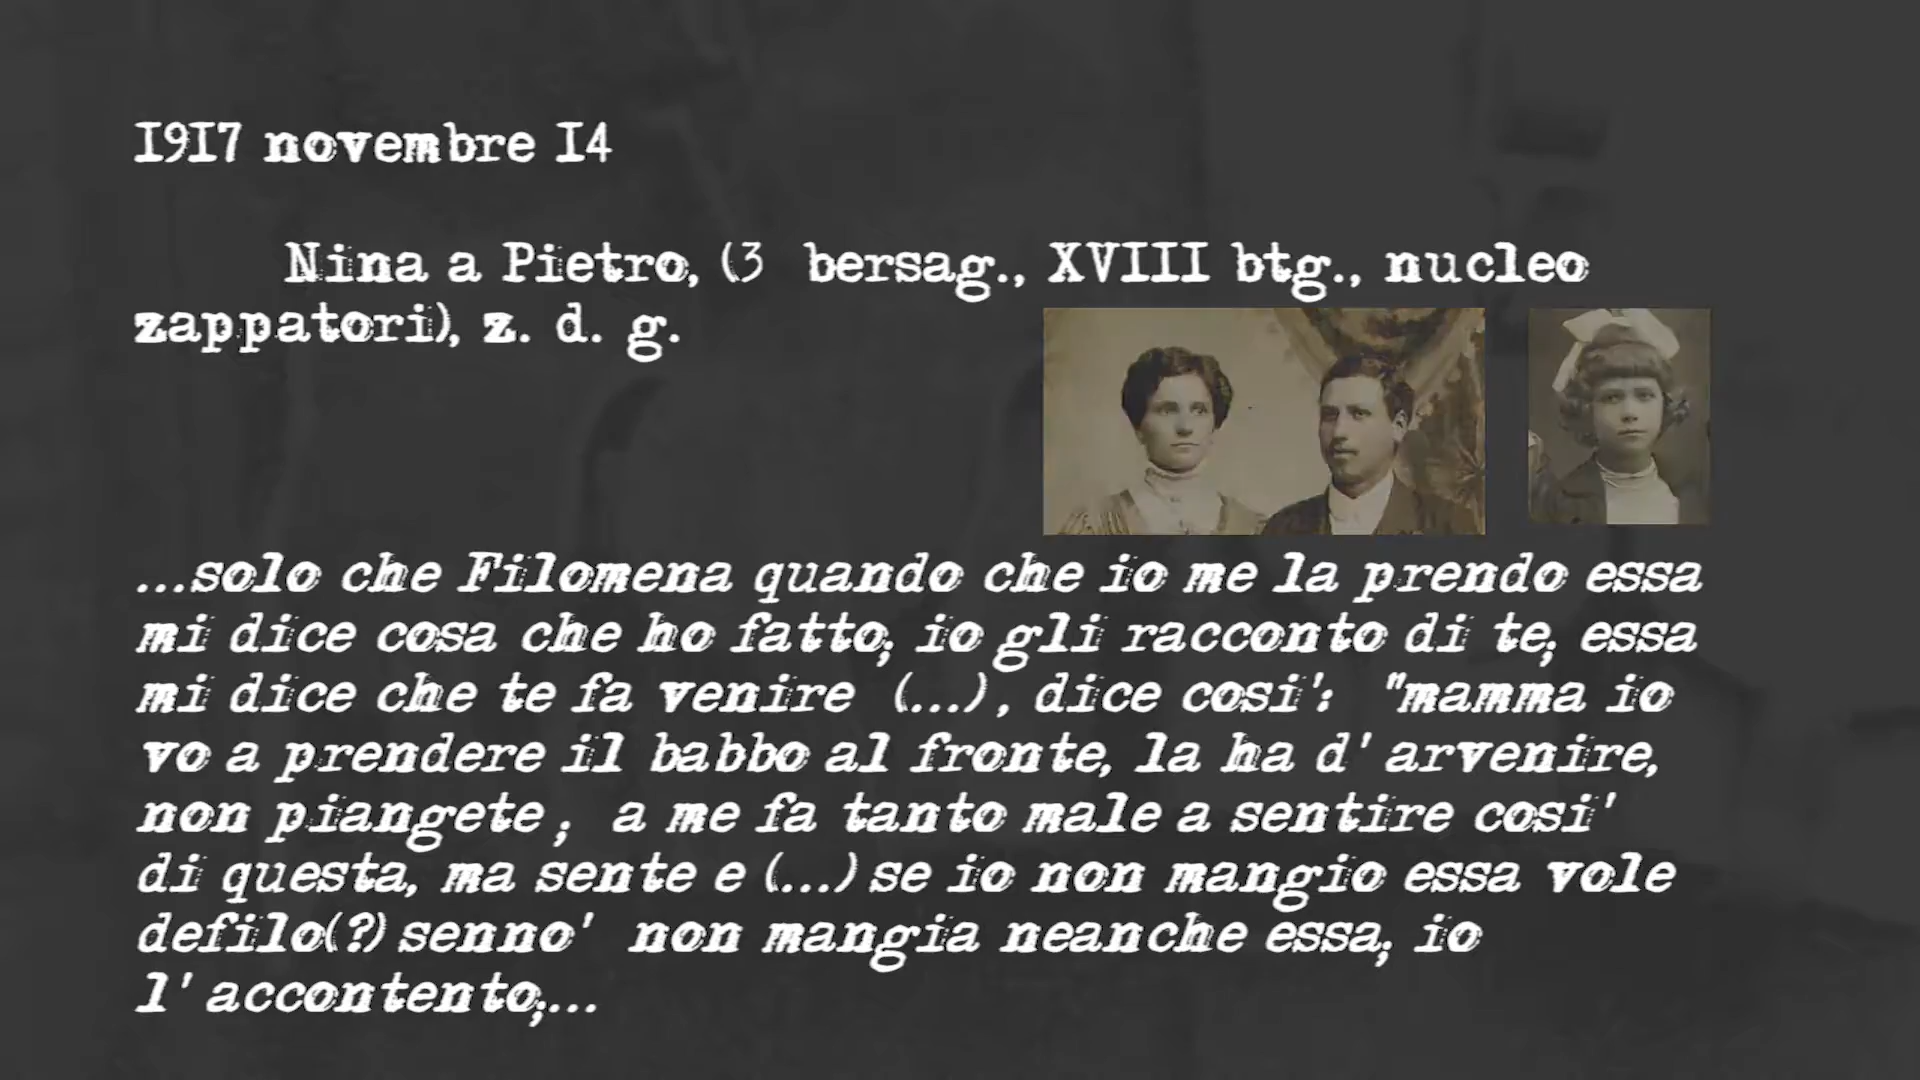 1917 novembre 14
Nina a Pietro, (3 bersag., XVIII btg., nucleo
zappatori), z. d. g.
...solo che Filomena quando che io me la prendo essa
mi dice cosa che ho fatto, io gli racconto di te, essa
mi dice che te fa venire (...), dice cosi': "mamma io
vo a prendere il babbo al fronte, la ha d'arvenire,
non piangete, a me fa tanto male a sentire cosi'
di questa, ma sente e (...) se io non mangio essa vole
defilo(?) senno' non mangia neanche essa, io
l'accontento,...